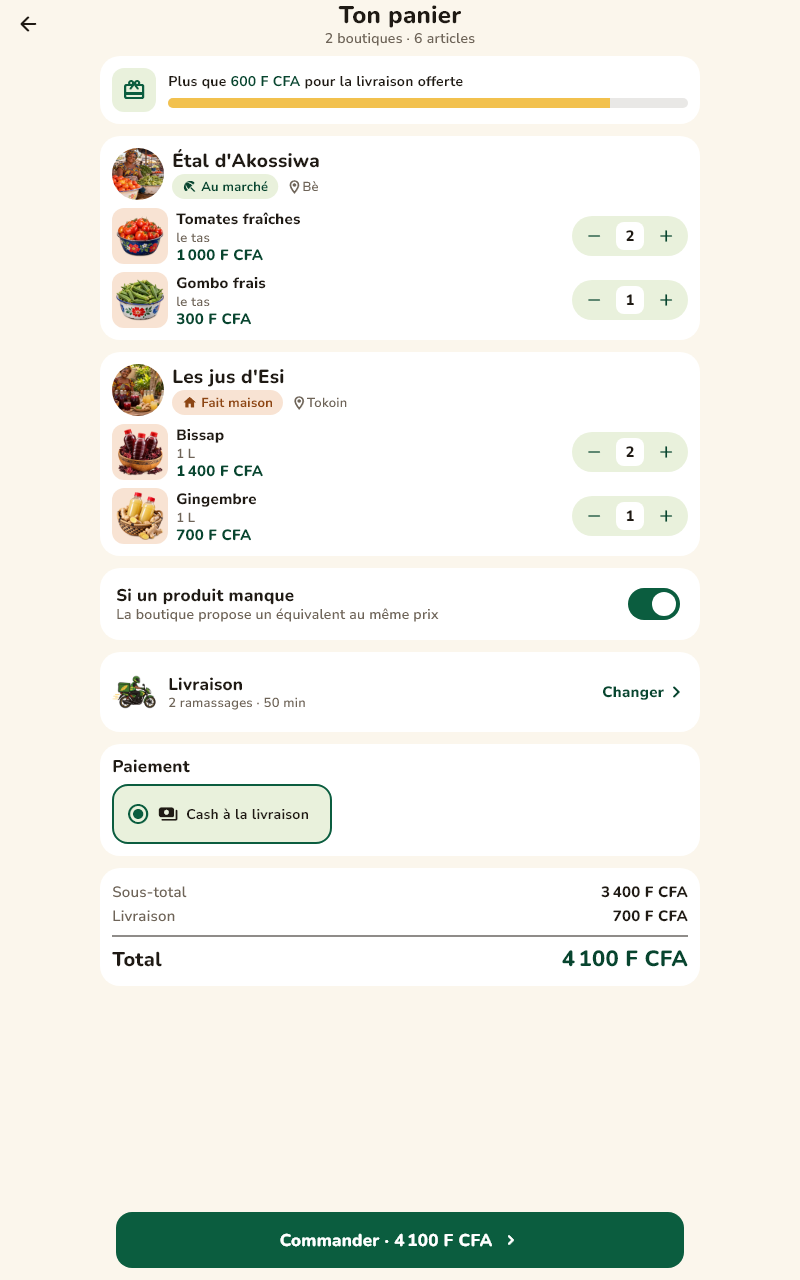 Ton panier
2 boutiques · 6 articles
Plus que 600 F CFA pour la livraison offerte
Étal d'Akossiwa
Au marché
Bè
Tomates fraîches
le tas
1 000 F CFA
2
Gombo frais
le tas
300 F CFA
1
Les jus d'Esi
Fait maison
Tokoin
Bissap
1 L
1 400 F CFA
2
Gingembre
1 L
700 F CFA
1
Si un produit manque
La boutique propose un équivalent au même prix
Livraison
2 ramassages · 50 min
Changer
Paiement
Cash à la livraison
Sous-total 3 400 F CFA
Livraison 700 F CFA
Total 4 100 F CFA
Commander · 4 100 F CFA